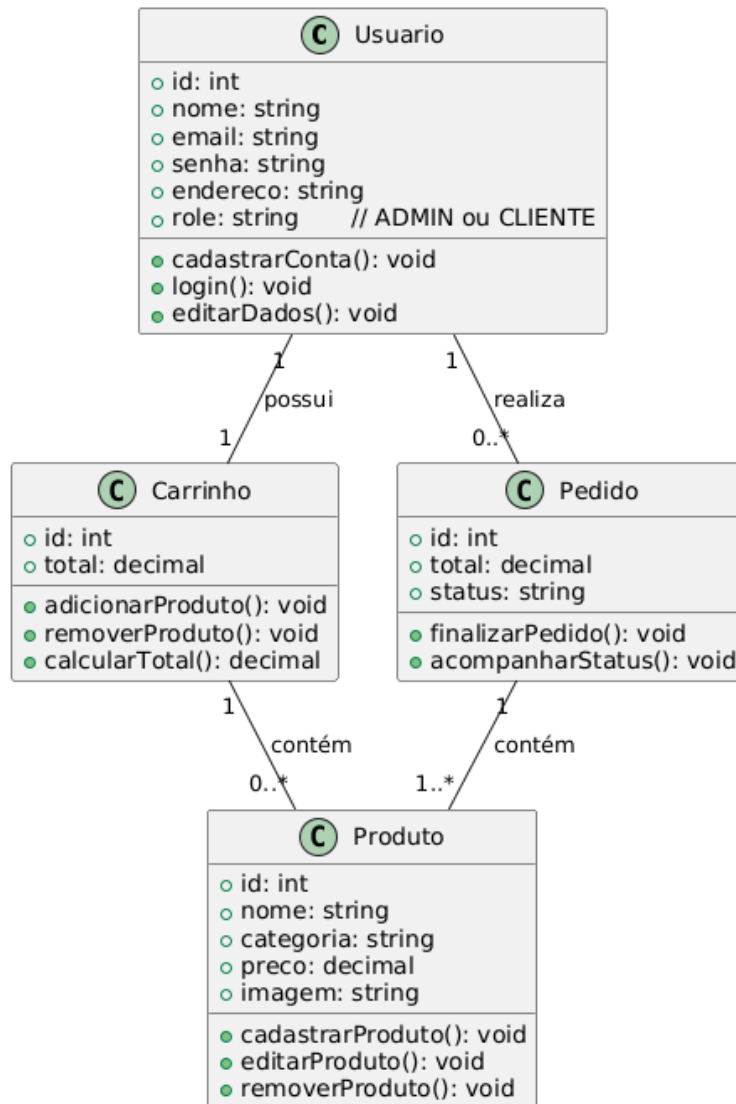 C Usuario
id: int
nome: string
email: string
senha: string
endereco: string
role: string // ADMIN ou CLIENTE
cadastrarConta(): void
login(): void
editarDados(): void
1 1
possui realiza
1 0..*
C Carrinho
id: int
total: decimal
adicionarProduto(): void
removerProduto(): void
calcularTotal(): decimal
C Pedido
id: int
total: decimal
status: string
finalizarPedido(): void
acompanharStatus(): void
1 1
contém contém
0..* 1..*
C Produto
id: int
nome: string
categoria: string
preco: decimal
imagem: string
cadastrarProduto(): void
editarProduto(): void
removerProduto(): void